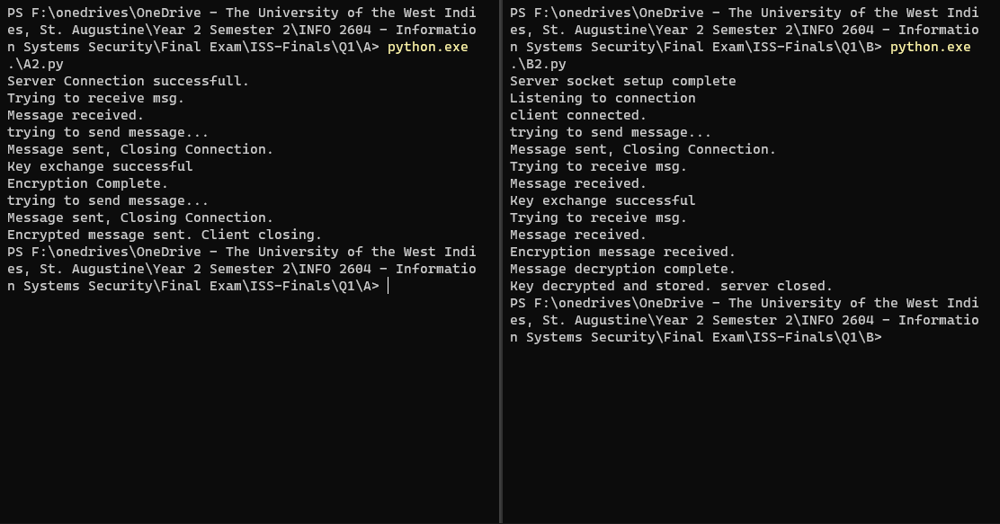 PS F:\onedrives\OneDrive - The University of the West Indi
es, St. Augustine\Year 2 Semester 2\INFO 2604 - Informatio
n Systems Security\Final Exam\ISS-Finals\Q1\A> python.exe
.\A2.py
Server Connection successfull.
Trying to receive msg.
Message received.
trying to send message...
Message sent, Closing Connection.
Key exchange successful
Encryption Complete.
trying to send message...
Message sent, Closing Connection.
Encrypted message sent. Client closing.
PS F:\onedrives\OneDrive - The University of the West Indi
es, St. Augustine\Year 2 Semester 2\INFO 2604 - Informatio
n Systems Security\Final Exam\ISS-Finals\Q1\A>
PS F:\onedrives\OneDrive - The University of the West Indi
es, St. Augustine\Year 2 Semester 2\INFO 2604 - Informatio
n Systems Security\Final Exam\ISS-Finals\Q1\B> python.exe
.\B2.py
Server socket setup complete
Listening to connection
client connected.
trying to send message...
Message sent, Closing Connection.
Trying to receive msg.
Message received.
Key exchange successful
Trying to receive msg.
Message received.
Encryption message received.
Message decryption complete.
Key decrypted and stored. server closed.
PS F:\onedrives\OneDrive - The University of the West Indi
es, St. Augustine\Year 2 Semester 2\INFO 2604 - Informatio
n Systems Security\Final Exam\ISS-Finals\Q1\B>